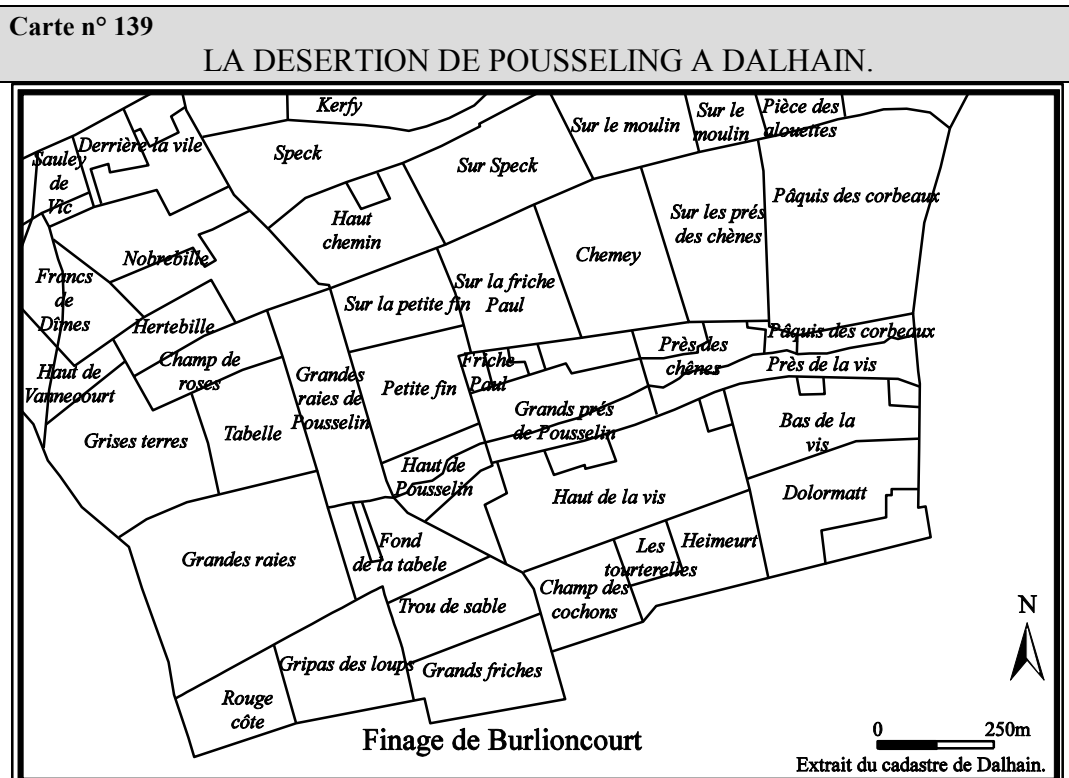 Carte n° 139
LA DESERTION DE POUSSELING A DALHAIN.
Kerfy
Sur le moulin
Sur le
moulin
Pièce des
alouettes
Derrière la vile
Sauley
de
Vic
Speck
Sur Speck
Pâquis des corbeaux
Haut
chemin
Sur les prés
des chènes
Nobrebille
Chemey
Francs
de
Dîmes
Sur la friche
Paul
Sur la petite fin
Hertebille
Pâquis des corbeaux
Champ de
roses
Friche
Paul
Près des
chênes
Près de la vis
Haut de
Vannecourt
Grandes
raies de
Pousselin
Petite fin
Grands prés
de Pousselin
Bas de la
vis
Grises terres
Tabelle
Haut de
Pousselin
Haut de la vis
Dolormatt
Grandes raies
Fond
de la tabele
Les
tourterelles
Heimeurt
Champ des
cochons
Trou de sable
N
Gripas des loups
Grands friches
Rouge
côte
Finage de Burlioncourt
0 250m
Extrait du cadastre de Dalhain.